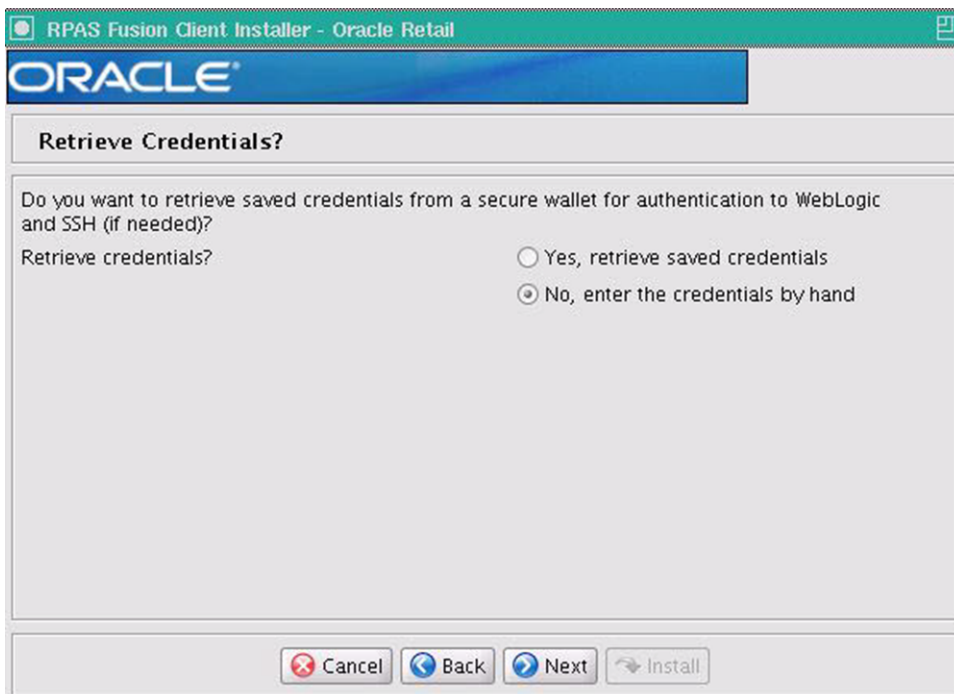 RPAS Fusion Client Installer - Oracle Retail
ORACLE®
Retrieve Credentials?
Do you want to retrieve saved credentials from a secure wallet for authentication to WebLogic
and SSH (if needed)?
Retrieve credentials? Yes, retrieve saved credentials
No, enter the credentials by hand
Cancel Back Next Install